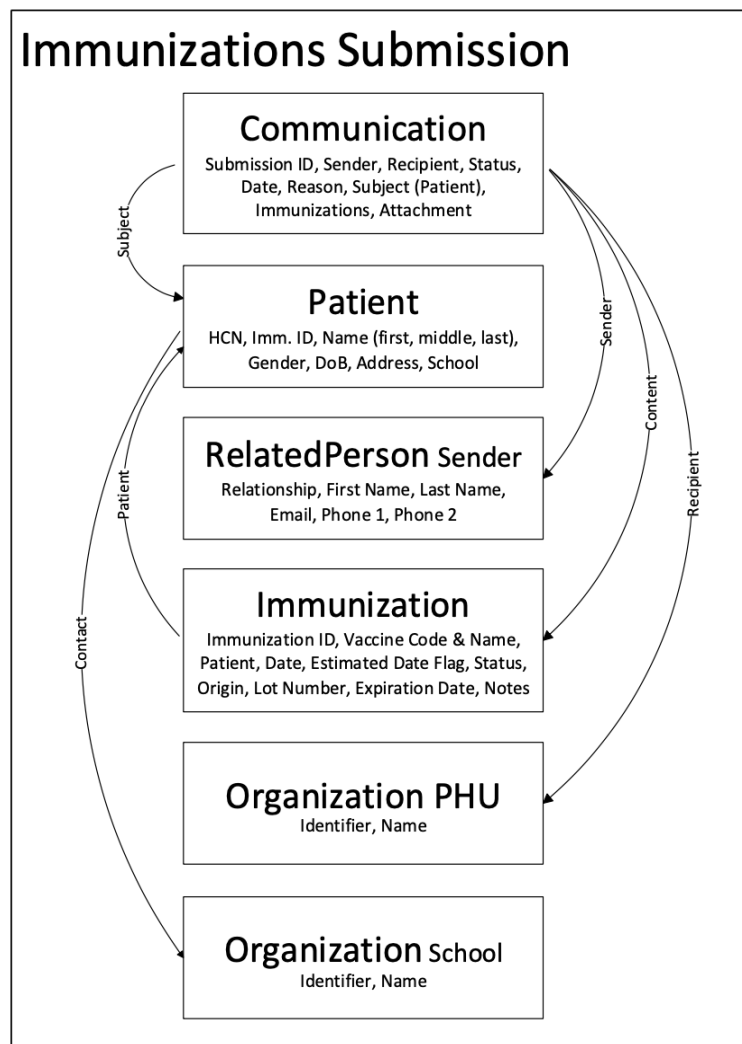 Immunizations Submission
Communication
Submission ID, Sender, Recipient, Status,
Date, Reason, Subject (Patient),
Immunizations, Attachment
Subject
Patient
HCN, Imm. ID, Name (first, middle, last),
Gender, DoB, Address, School
Sender
Content
Recipient
RelatedPerson Sender
Relationship, First Name, Last Name,
Email, Phone 1, Phone 2
Patient
Immunization
Immunization ID, Vaccine Code & Name,
Patient, Date, Estimated Date Flag, Status,
Origin, Lot Number, Expiration Date, Notes
Contact
Organization PHU
Identifier, Name
Organization School
Identifier, Name